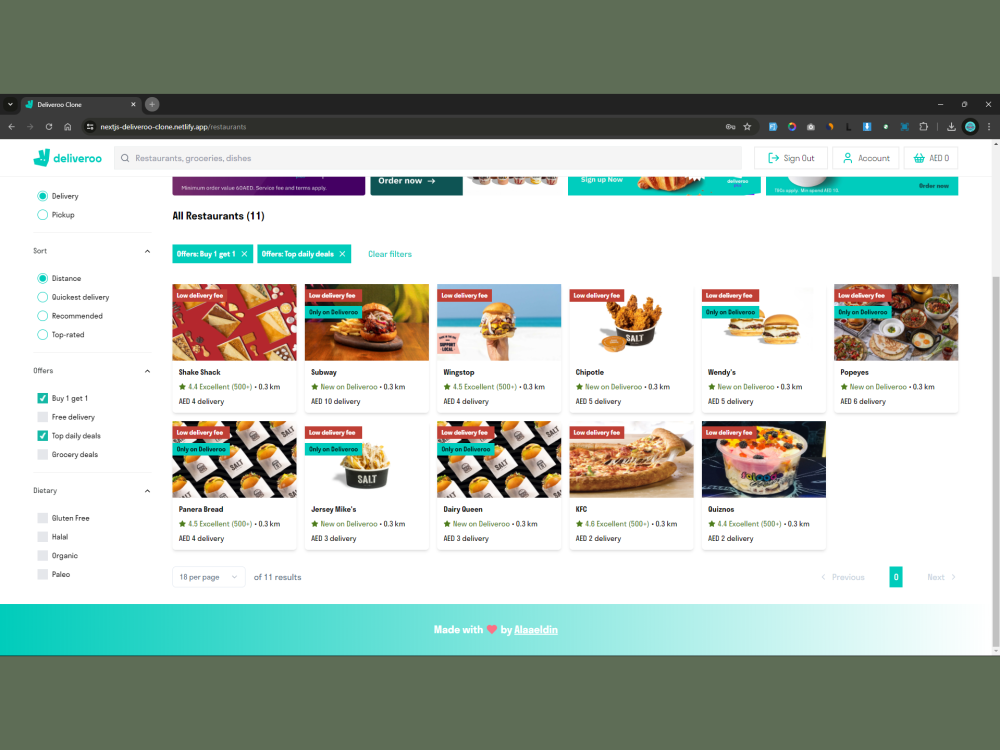 Deliveroo Clone
nextjs-deliveroo-clone.netlify.app/restaurants
deliveroo
Restaurants, groceries, dishes
Sign Out
Account
AED 0
Minimum order value 60AED. Service fee and terms apply.
Order now →
Sign up Now
deliveroo
T&Cs apply. Min spend AED 30.
Order now
Delivery
Pickup
Sort
Distance
Quickest delivery
Recommended
Top-rated
Offers
Buy 1 get 1
Free delivery
Top daily deals
Grocery deals
Dietary
Gluten Free
Halal
Organic
Paleo
All Restaurants (11)
Offers: Buy 1 get 1 ×
Offers: Top daily deals ×
Clear filters
Low delivery fee
Shake Shack
4.4 Excellent (500+) • 0.3 km
AED 4 delivery
Low delivery fee
Only on Deliveroo
Subway
New on Deliveroo • 0.3 km
AED 10 delivery
Low delivery fee
SUPPORT
LOCAL
Wingstop
4.5 Excellent (500+) • 0.3 km
AED 4 delivery
Low delivery fee
SALT
Chipotle
New on Deliveroo • 0.3 km
AED 5 delivery
Low delivery fee
Only on Deliveroo
Wendy's
New on Deliveroo • 0.3 km
AED 5 delivery
Low delivery fee
Only on Deliveroo
Popeyes
New on Deliveroo • 0.3 km
AED 6 delivery
Low delivery fee
Only on Deliveroo
SALT
Panera Bread
4.5 Excellent (500+) • 0.3 km
AED 4 delivery
Low delivery fee
Only on Deliveroo
SALT
Jersey Mike's
New on Deliveroo • 0.3 km
AED 3 delivery
Low delivery fee
Only on Deliveroo
SALT
Dairy Queen
New on Deliveroo • 0.3 km
AED 3 delivery
Low delivery fee
KFC
4.6 Excellent (500+) • 0.3 km
AED 2 delivery
Low delivery fee
Quiznos
4.4 Excellent (500+) • 0.3 km
AED 2 delivery
18 per page
of 11 results
Previous
0
Next
Made with ❤ by Alaaeldin